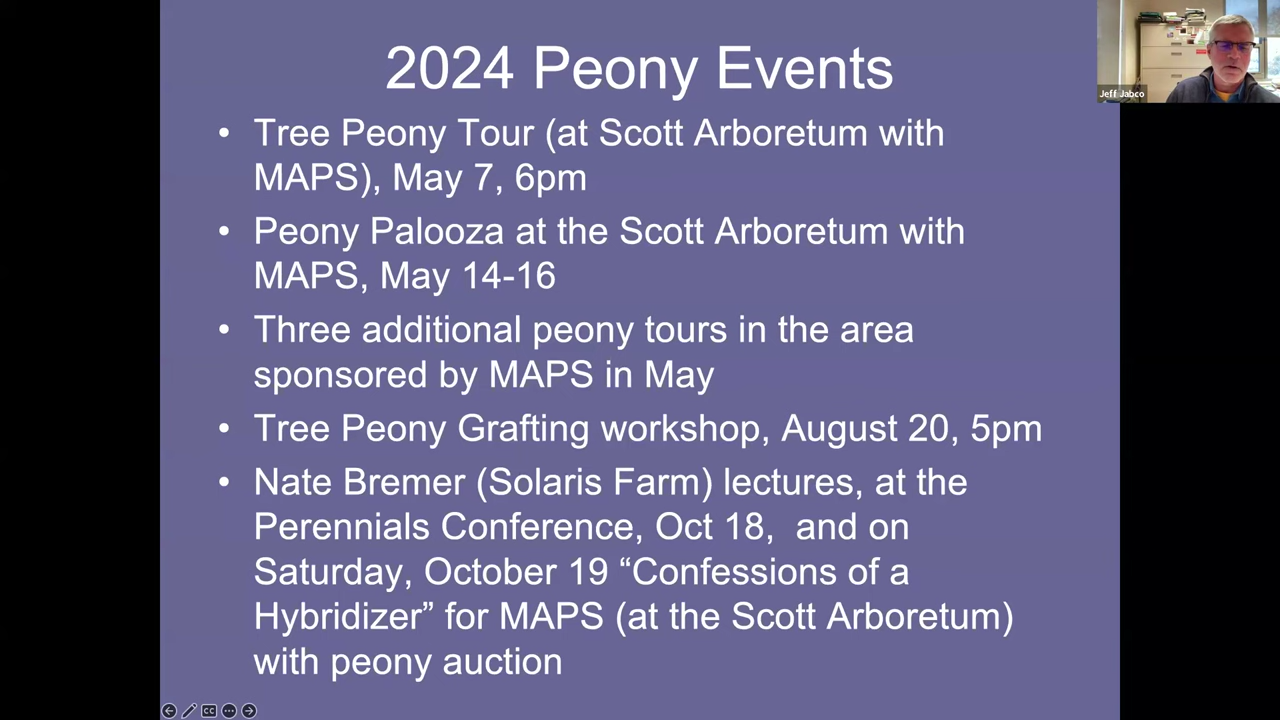 2024 Peony Events
• Tree Peony Tour (at Scott Arboretum with
MAPS), May 7, 6pm
• Peony Palooza at the Scott Arboretum with
MAPS, May 14-16
• Three additional peony tours in the area
sponsored by MAPS in May
• Tree Peony Grafting workshop, August 20, 5pm
• Nate Bremer (Solaris Farm) lectures, at the
Perennials Conference, Oct 18,  and on
Saturday, October 19 “Confessions of a
Hybridizer” for MAPS (at the Scott Arboretum)
with peony auction
Jeff Jabco
CC